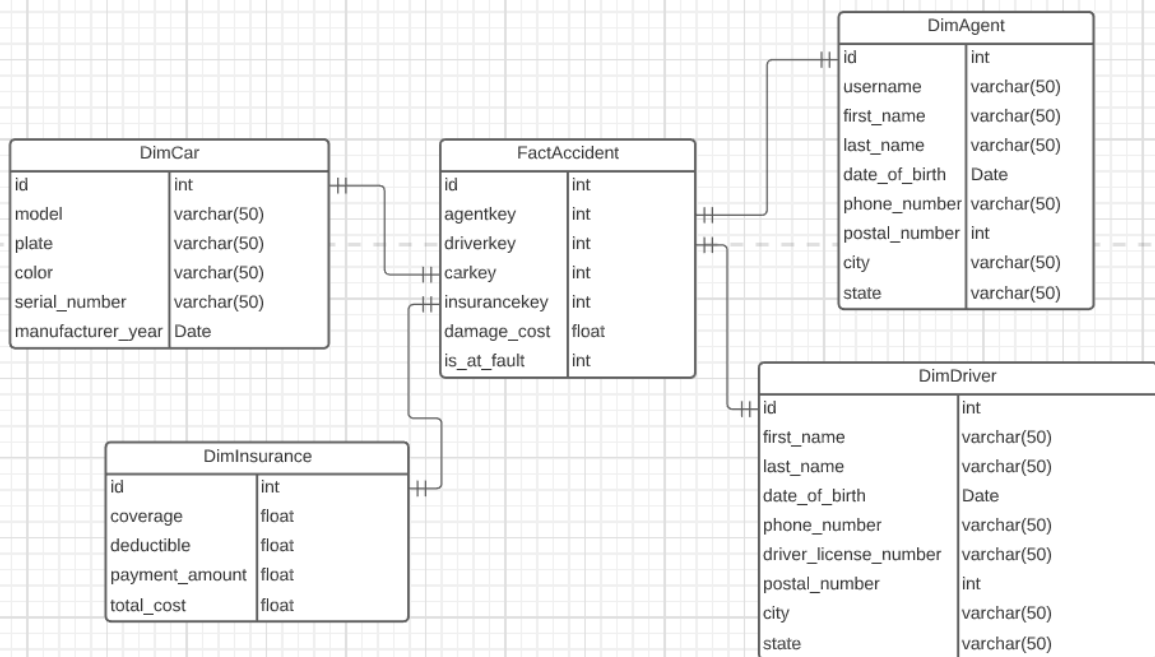 DimAgent
id int
username varchar(50)
first_name varchar(50)
last_name varchar(50)
date_of_birth Date
phone_number varchar(50)
postal_number int
city varchar(50)
state varchar(50)
DimCar
id int
model varchar(50)
plate varchar(50)
color varchar(50)
serial_number varchar(50)
manufacturer_year Date
FactAccident
id int
agentkey int
driverkey int
carkey int
insurancekey int
damage_cost float
is_at_fault int
DimDriver
id int
first_name varchar(50)
last_name varchar(50)
date_of_birth Date
phone_number varchar(50)
driver_license_number varchar(50)
postal_number int
city varchar(50)
state varchar(50)
DimInsurance
id int
coverage float
deductible float
payment_amount float
total_cost float